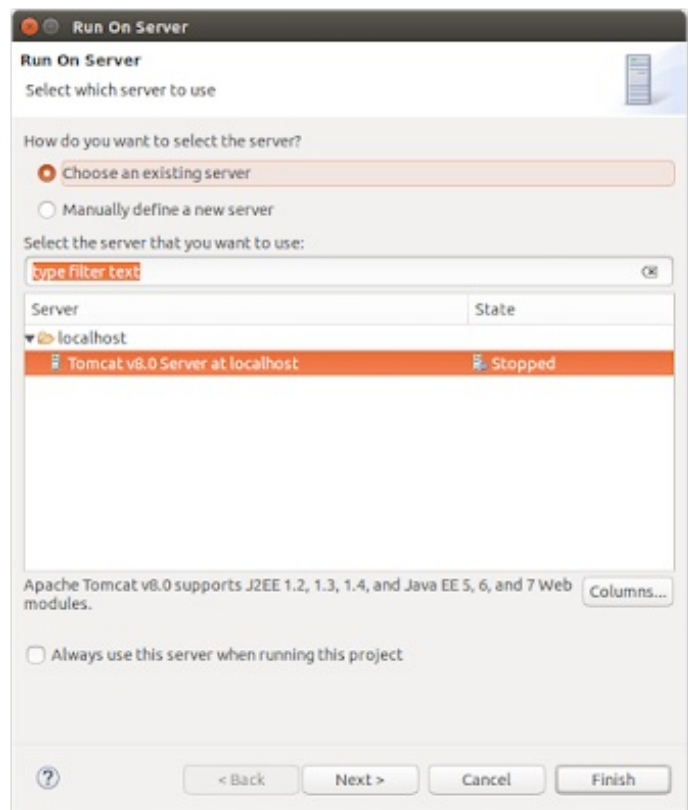 Run On Server
Run On Server
Select which server to use
How do you want to select the server?
Choose an existing server
Manually define a new server
Select the server that you want to use:
type filter text
Server State
localhost
Tomcat v8.0 Server at localhost Stopped
Apache Tomcat v8.0 supports J2EE 1.2, 1.3, 1.4, and Java EE 5, 6, and 7 Web
modules.
Columns...
Always use this server when running this project
? < Back Next > Cancel Finish